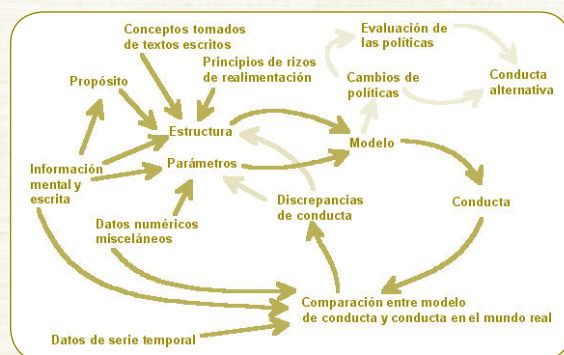 Conceptos tomados
de textos escritos
Evaluación de
las políticas
Principios de rizos
de realimentación
Propósito
Cambios de
políticas
Conducta
alternativa
Estructura
Modelo
Parámetros
Información
mental y
escrita
Discrepancias
de conducta
Conducta
Datos numéricos
misceláneos
Comparación entre modelo
de conducta y conducta en el mundo real
Datos de serie temporal